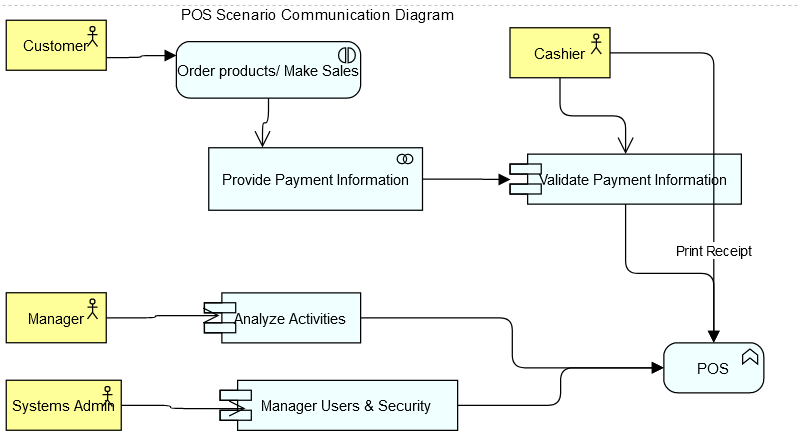 POS Scenario Communication Diagram
Customer
Order products/ Make Sales
Cashier
Provide Payment Information
Validate Payment Information
Print Receipt
Manager
Analyze Activities
POS
Systems Admin
Manager Users & Security